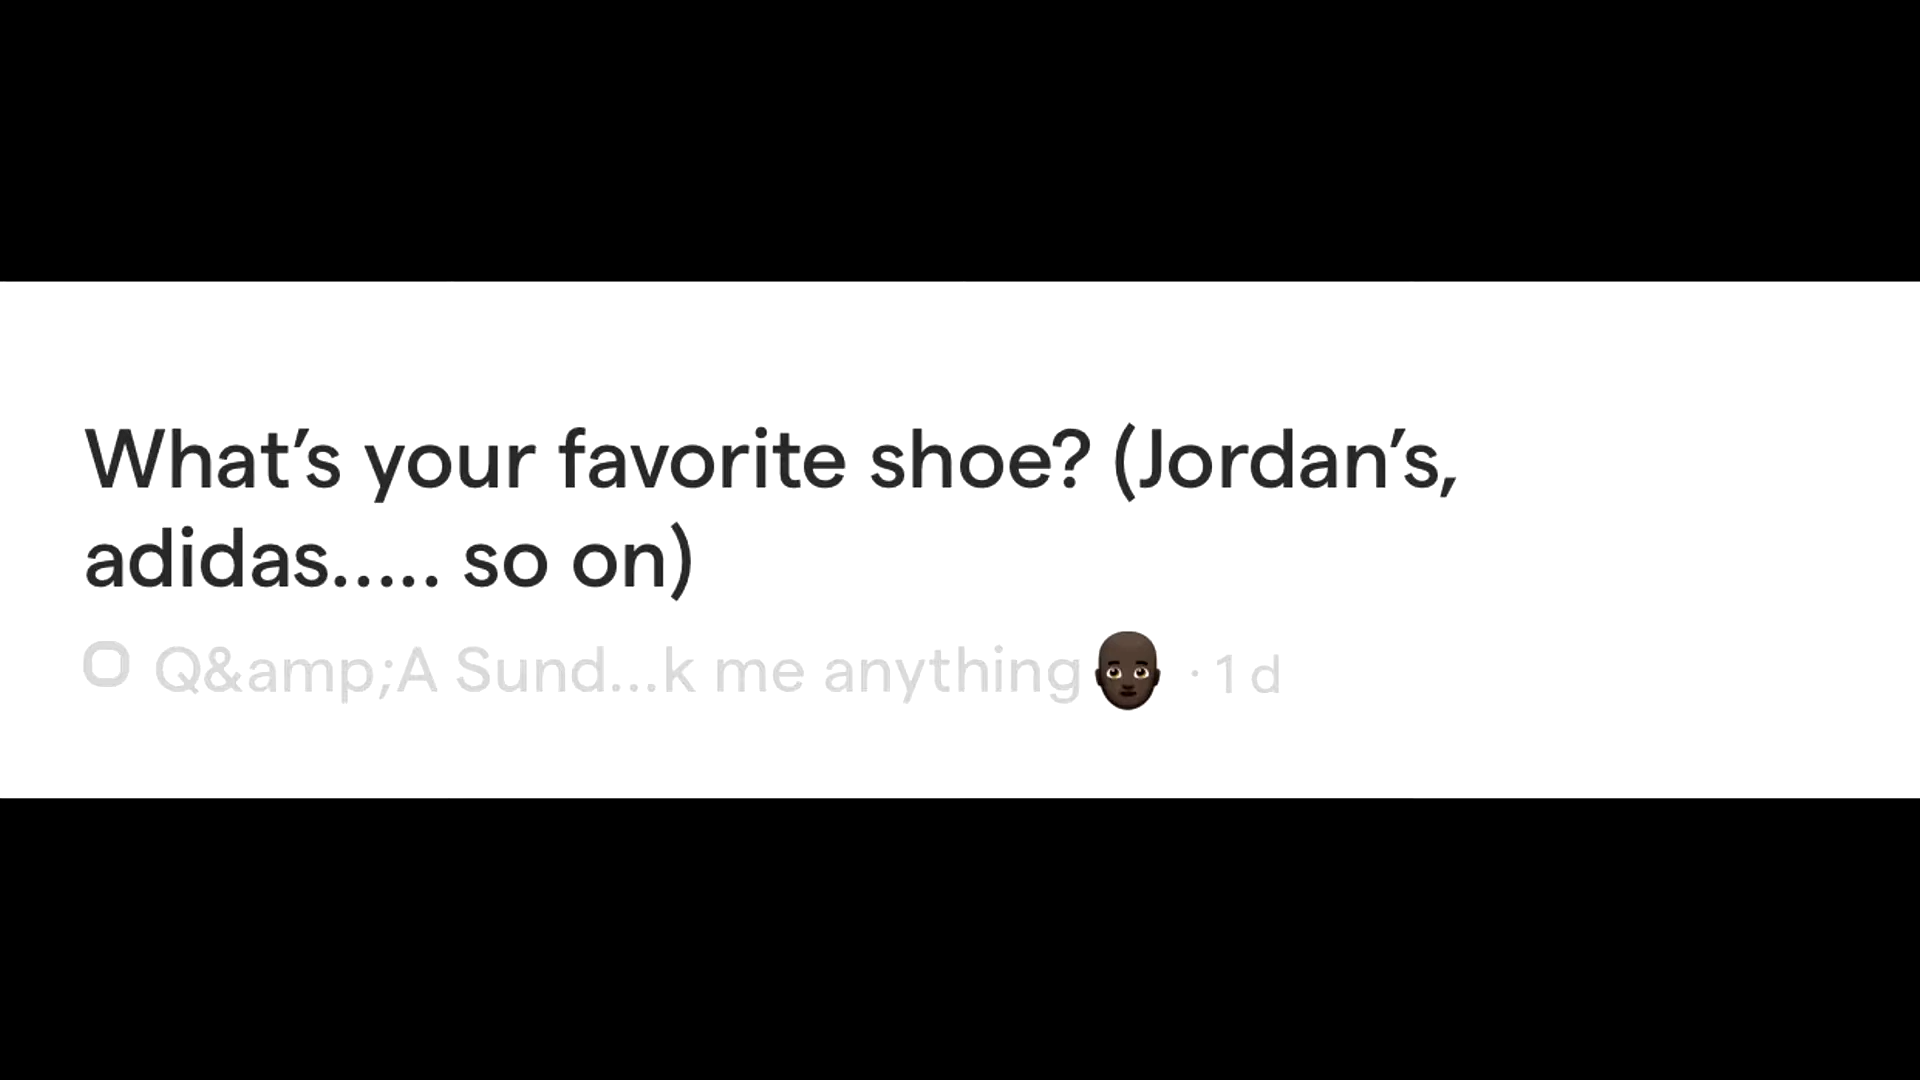 What’s your favorite shoe? (Jordan’s,
adidas..... so on)
Q&amp;A Sund...k me anything🧑🏿‍🦲 · 1 d